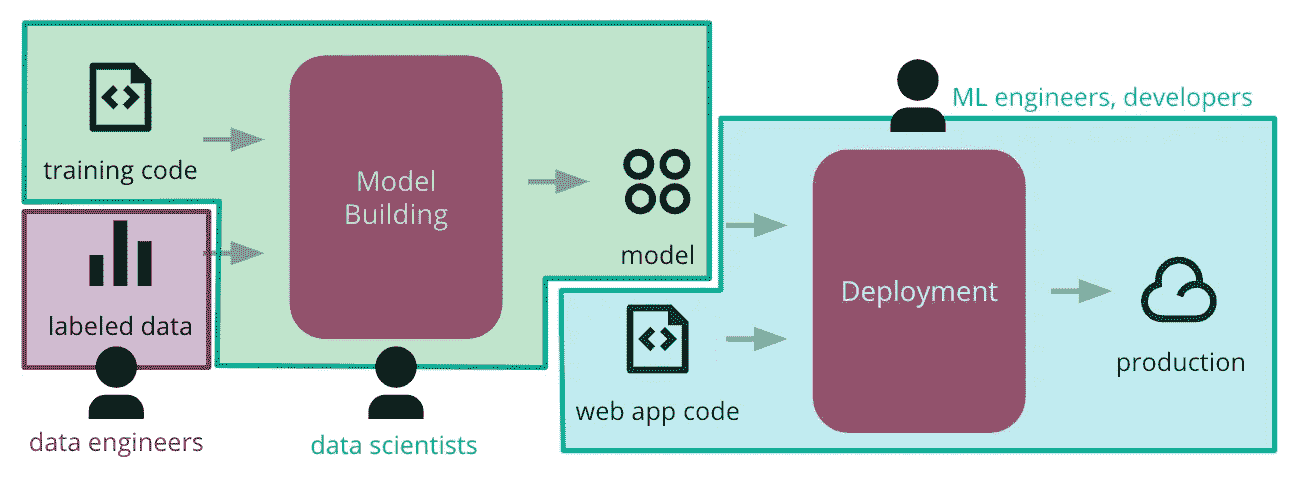 ML engineers, developers
training code
Model
Building
model
labeled data
Deployment
web app code
production
data engineers
data scientists